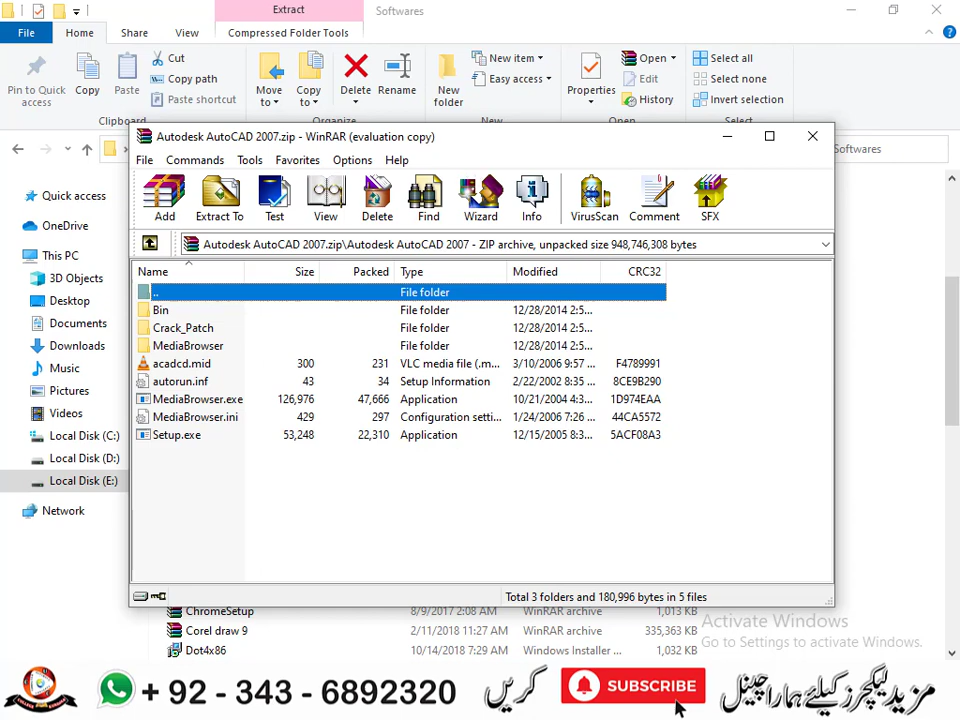 Extract
Softwares
File
Home
Share
View
Compressed Folder Tools
Pin to Quick access
Copy
Paste
Cut
Copy path
Paste shortcut
Clipboard
Move to
Copy to
Delete
Rename
Organize
New folder
New item
Easy access
New
Properties
Open
Edit
History
Open
Select all
Select none
Invert selection
Select
Softwares
Quick access
OneDrive
This PC
3D Objects
Desktop
Documents
Downloads
Music
Pictures
Videos
Local Disk (C:)
Local Disk (D:)
Local Disk (E:)
Network
Autodesk AutoCAD 2007.zip - WinRAR (evaluation copy)
File Commands Tools Favorites Options Help
Add Extract To Test View Delete Find Wizard Info VirusScan Comment SFX
Autodesk AutoCAD 2007.zip\Autodesk AutoCAD 2007 - ZIP archive, unpacked size 948,746,308 bytes
Name Size Packed Type Modified CRC32
.. File folder
Bin File folder 12/28/2014 2:5...
Crack_Patch File folder 12/28/2014 2:5...
MediaBrowser File folder 12/28/2014 2:5...
acadcd.mid 300 231 VLC media file (.m... 3/10/2006 9:57 ... F4789991
autorun.inf 43 34 Setup Information 2/22/2002 8:35 ... 8CE9B290
MediaBrowser.exe 126,976 47,666 Application 10/21/2004 4:3... 1D974EAA
MediaBrowser.ini 429 297 Configuration setti... 1/24/2006 7:26 ... 44CA5572
Setup.exe 53,248 22,310 Application 12/15/2005 8:3... 5ACF08A3
Total 3 folders and 180,996 bytes in 5 files
ChromeSetup 8/9/2017 2:08 AM WinRAR archive 1,013 KB
Corel draw 9 2/11/2018 11:27 AM WinRAR archive 335,363 KB
Dot4x86 10/14/2018 7:29 AM Windows Installer ... 1,032 KB
Activate Windows
Go to Settings to activate Windows.
+ 92 - 343 - 6892320
مزید لیکچرز کیلئے ہمارا چینل SUBSCRIBE کریں